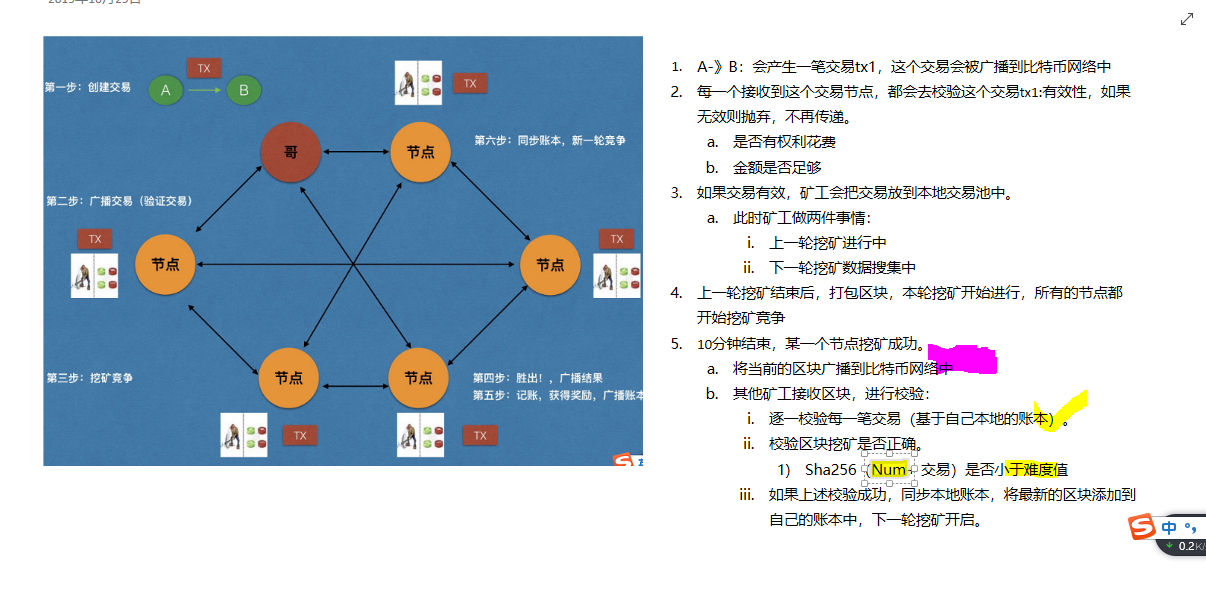 2019年10月29日
第一步：创建交易
TX
A
B
TX
哥
节点
第六步：同步账本，新一轮竞争
第二步：广播交易（验证交易）
TX
节点
节点
TX
第三步：挖矿竞争
节点
节点
第四步：胜出！，广播结果
第五步：记账，获得奖励，广播账本
TX
TX
1. A-》B：会产生一笔交易tx1，这个交易会被广播到比特币网络中
2. 每一个接收到这个交易节点，都会去校验这个交易tx1:有效性，如果
无效则抛弃，不再传递。
a. 是否有权利花费
b. 金额是否足够
3. 如果交易有效，矿工会把交易放到本地交易池中。
a. 此时矿工做两件事情：
i. 上一轮挖矿进行中
ii. 下一轮挖矿数据搜集中
4. 上一轮挖矿结束后，打包区块，本轮挖矿开始进行，所有的节点都
开始挖矿竞争
5. 10分钟结束，某一个节点挖矿成功。
a. 将当前的区块广播到比特币网络中
b. 其他矿工接收区块，进行校验：
i. 逐一校验每一笔交易（基于自己本地的账本）。
ii. 校验区块挖矿是否正确。
1) Sha256（Num+ 交易）是否小于难度值
iii. 如果上述校验成功，同步本地账本，将最新的区块添加到
自己的账本中，下一轮挖矿开启。
S 中 °,
0.2K/s